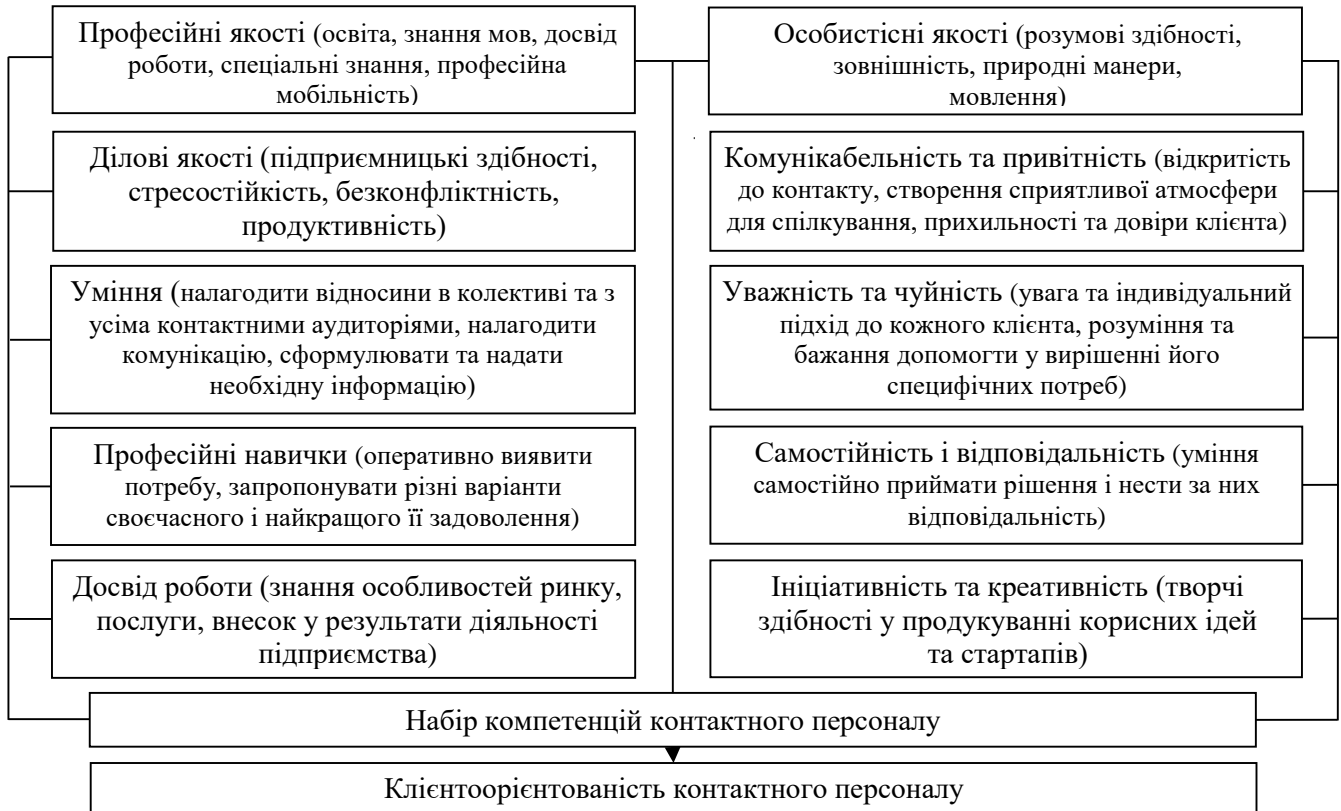 Професійні якості (освіта, знання мов, досвід
роботи, спеціальні знання, професійна
мобільність)
Особистісні якості (розумові здібності,
зовнішність, природні манери,
мовлення)
Ділові якості (підприємницькі здібності,
стресостійкість, безконфліктність,
продуктивність)
Комунікабельність та привітність (відкритість
до контакту, створення сприятливої атмосфери
для спілкування, прихильності та довіри клієнта)
Уміння (налагодити відносини в колективі та з
усіма контактними аудиторіями, налагодити
комунікацію, сформулювати та надати
необхідну інформацію)
Уважність та чуйність (увага та індивідуальний
підхід до кожного клієнта, розуміння та
бажання допомогти у вирішенні його
специфічних потреб)
Професійні навички (оперативно виявити
потребу, запропонувати різні варіанти
своєчасного і найкращого її задоволення)
Самостійність і відповідальність (уміння
самостійно приймати рішення і нести за них
відповідальність)
Досвід роботи (знання особливостей ринку,
послуги, внесок у результати діяльності
підприємства)
Ініціативність та креативність (творчі
здібності у продукуванні корисних ідей
та стартапів)
Набір компетенцій контактного персоналу
Клієнтоорієнтованість контактного персоналу